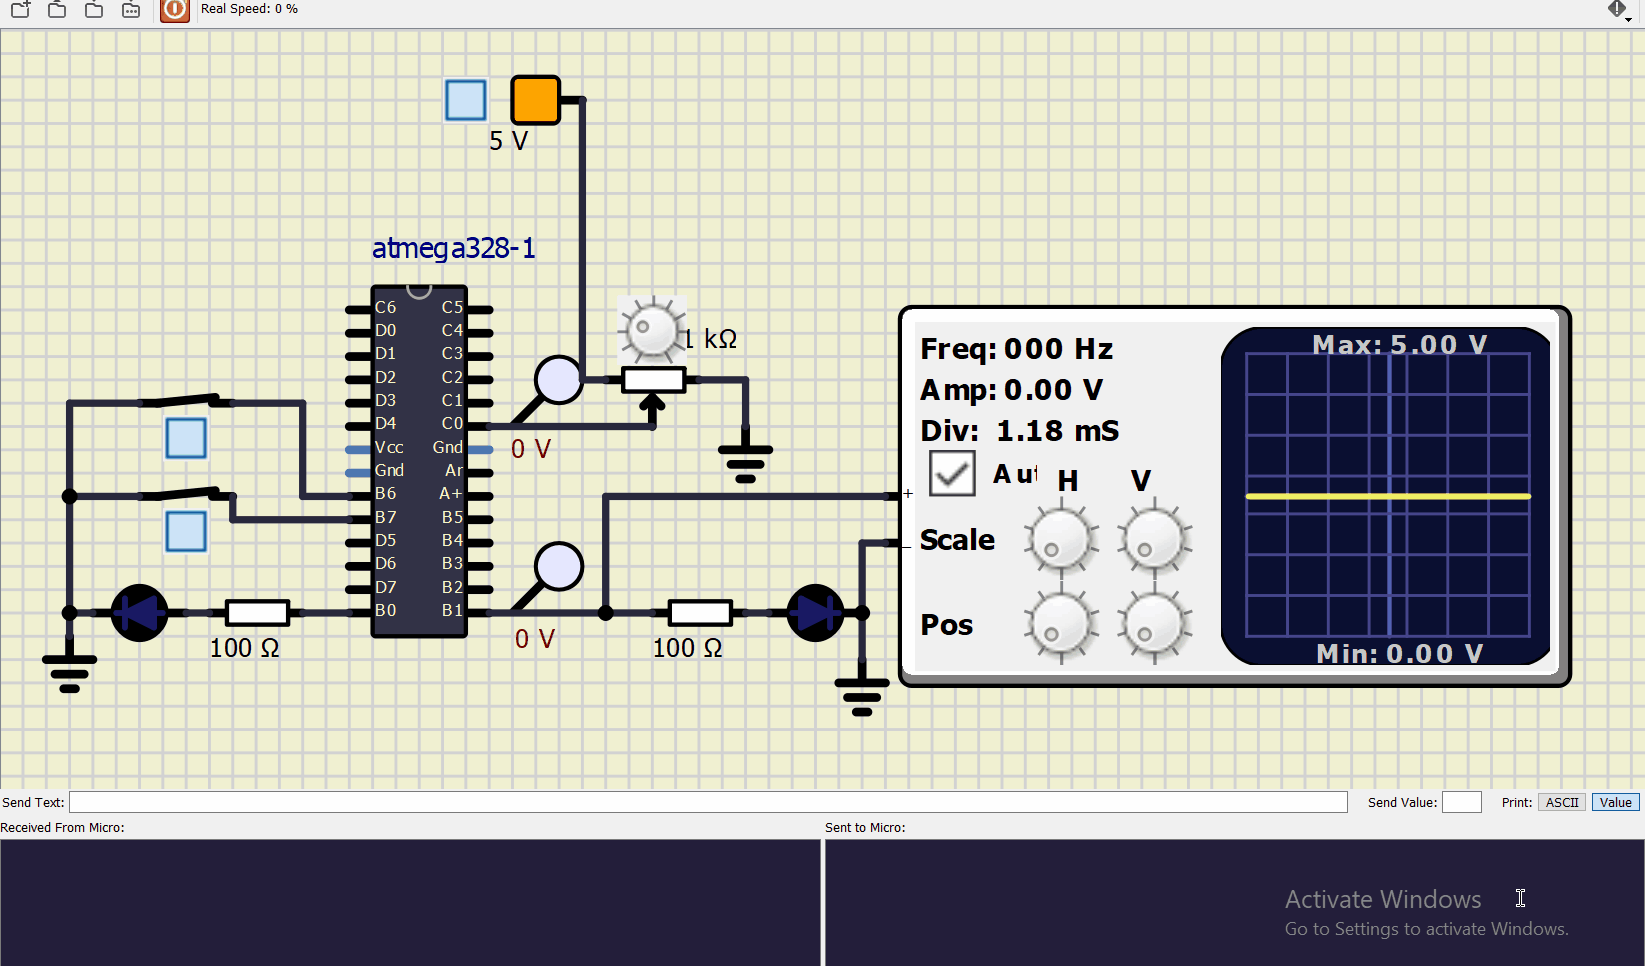 Real Speed: 0 %
5 V
atmega328-1
C6 C5
D0 C4
D1 C3
D2 C2
D3 C1
D4 C0
Vcc Gnd
Gnd Ar
B6 A+
B7 B5
D5 B4
D6 B3
D7 B2
B0 B1
1 kΩ
0 V
0 V
100 Ω
100 Ω
Freq: 000 Hz
Amp: 0.00 V
Div: 1.18 mS
Aut H V
+
–
Scale
Pos
Max: 5.00 V
Min: 0.00 V
Send Text:
Send Value:
Print: ASCII Value
Received From Micro:
Sent to Micro:
Activate Windows
Go to Settings to activate Windows.